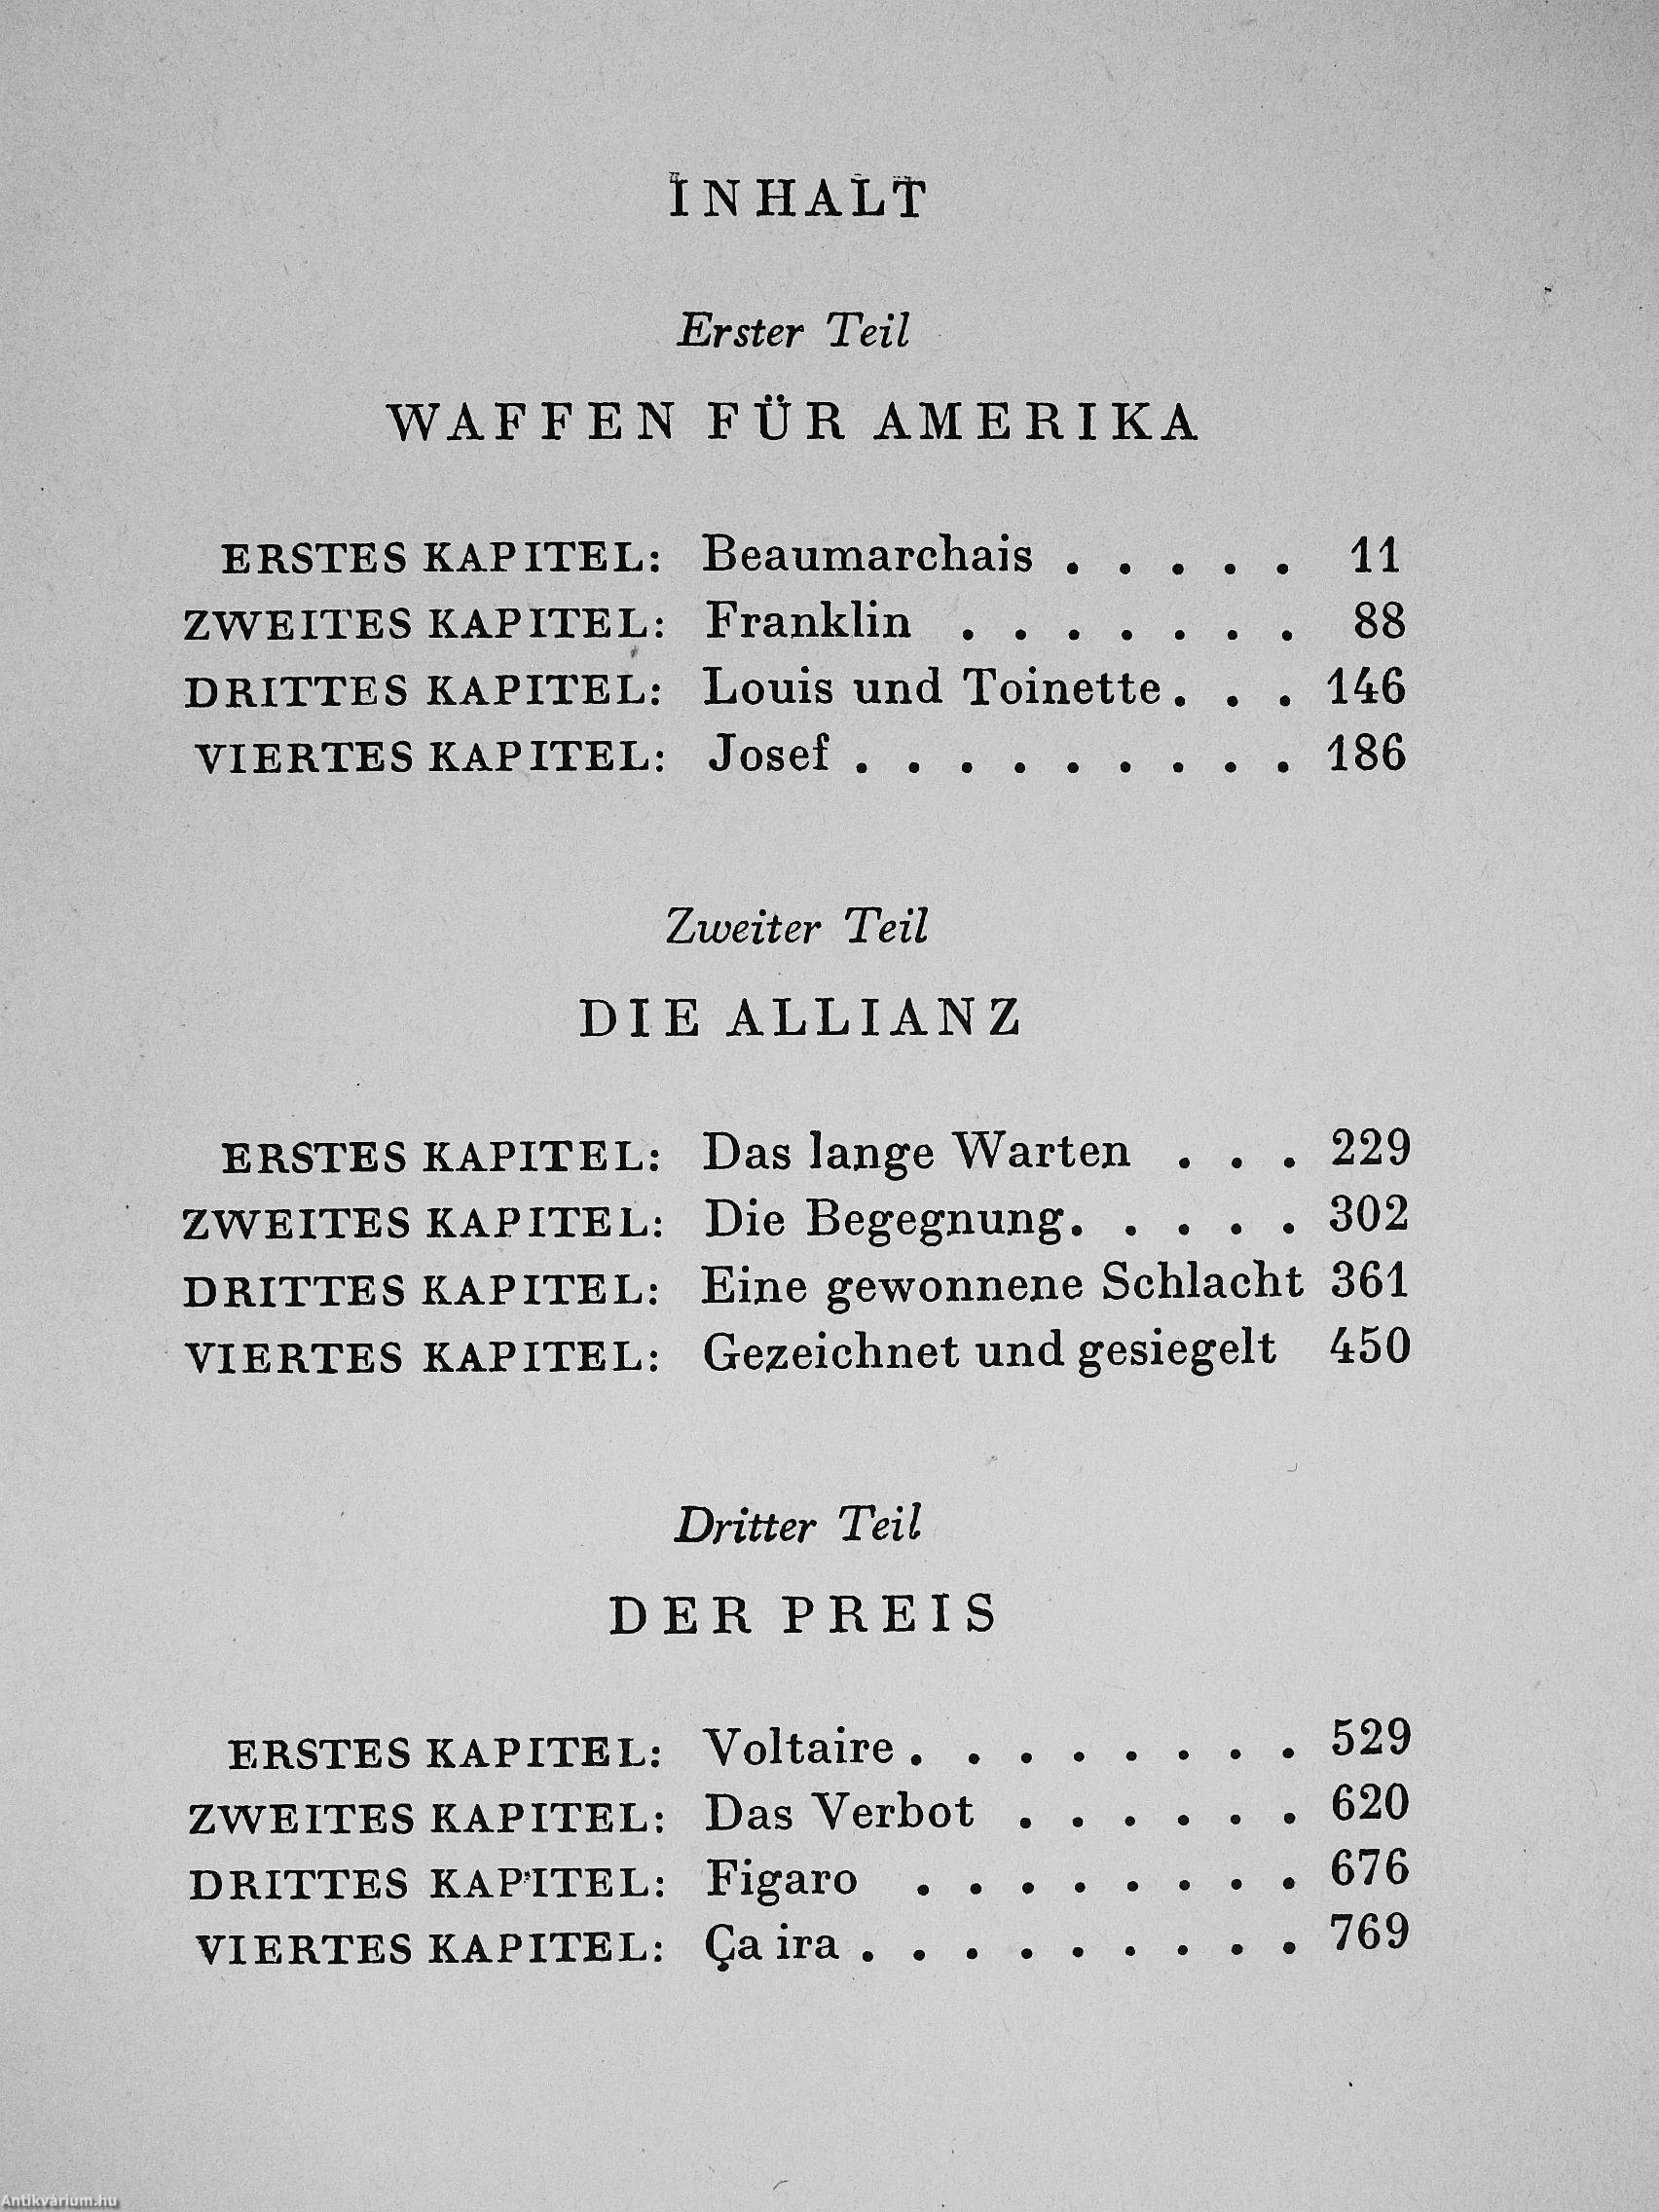 INHALT
Erster Teil
WAFFEN FÜR AMERIKA
ERSTES KAPITEL: Beaumarchais . . . . . 11
ZWEITES KAPITEL: Franklin . . . . . . . 88
DRITTES KAPITEL: Louis und Toinette . . . 146
VIERTES KAPITEL: Josef . . . . . . . . . 186
Zweiter Teil
DIE ALLIANZ
ERSTES KAPITEL: Das lange Warten . . . 229
ZWEITES KAPITEL: Die Begegnung . . . . . 302
DRITTES KAPITEL: Eine gewonnene Schlacht 361
VIERTES KAPITEL: Gezeichnet und gesiegelt 450
Dritter Teil
DER PREIS
ERSTES KAPITEL: Voltaire . . . . . . . . 529
ZWEITES KAPITEL: Das Verbot . . . . . . 620
DRITTES KAPITEL: Figaro . . . . . . . . 676
VIERTES KAPITEL: Ça ira . . . . . . . . . 769
Antikvárium.hu